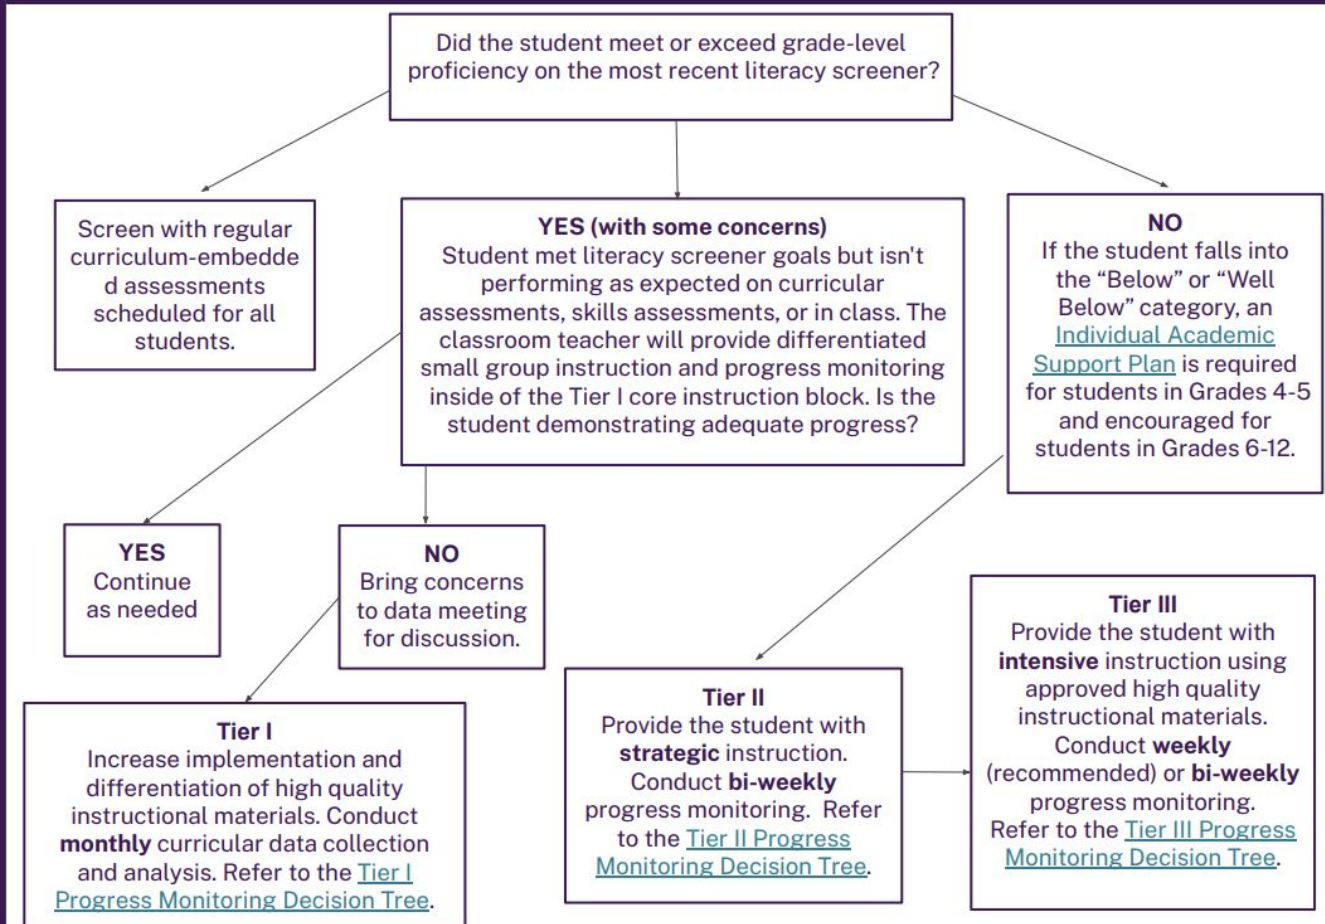 Did the student meet or exceed grade-level
proficiency on the most recent literacy screener?
Screen with regular
curriculum-embedde
d assessments
scheduled for all
students.
YES (with some concerns)
Student met literacy screener goals but isn't
performing as expected on curricular
assessments, skills assessments, or in class. The
classroom teacher will provide differentiated
small group instruction and progress monitoring
inside of the Tier I core instruction block. Is the
student demonstrating adequate progress?
NO
If the student falls into
the “Below” or “Well
Below” category, an
Individual Academic
Support Plan is required
for students in Grades 4-5
and encouraged for
students in Grades 6-12.
YES
Continue
as needed
NO
Bring concerns
to data meeting
for discussion.
Tier I
Increase implementation and
differentiation of high quality
instructional materials. Conduct
monthly curricular data collection
and analysis. Refer to the Tier I
Progress Monitoring Decision Tree.
Tier II
Provide the student with
strategic instruction.
Conduct bi-weekly
progress monitoring. Refer
to the Tier II Progress
Monitoring Decision Tree.
Tier III
Provide the student with
intensive instruction using
approved high quality
instructional materials.
Conduct weekly
(recommended) or bi-weekly
progress monitoring.
Refer to the Tier III Progress
Monitoring Decision Tree.